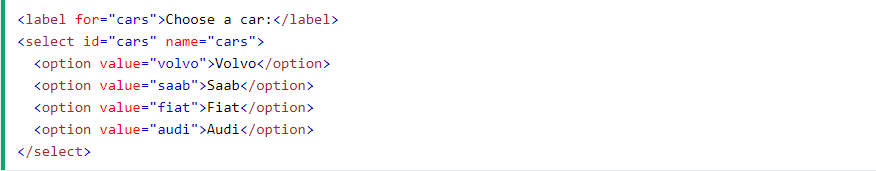 <label for="cars">Choose a car:</label>
<select id="cars" name="cars">
  <option value="volvo">Volvo</option>
  <option value="saab">Saab</option>
  <option value="fiat">Fiat</option>
  <option value="audi">Audi</option>
</select>